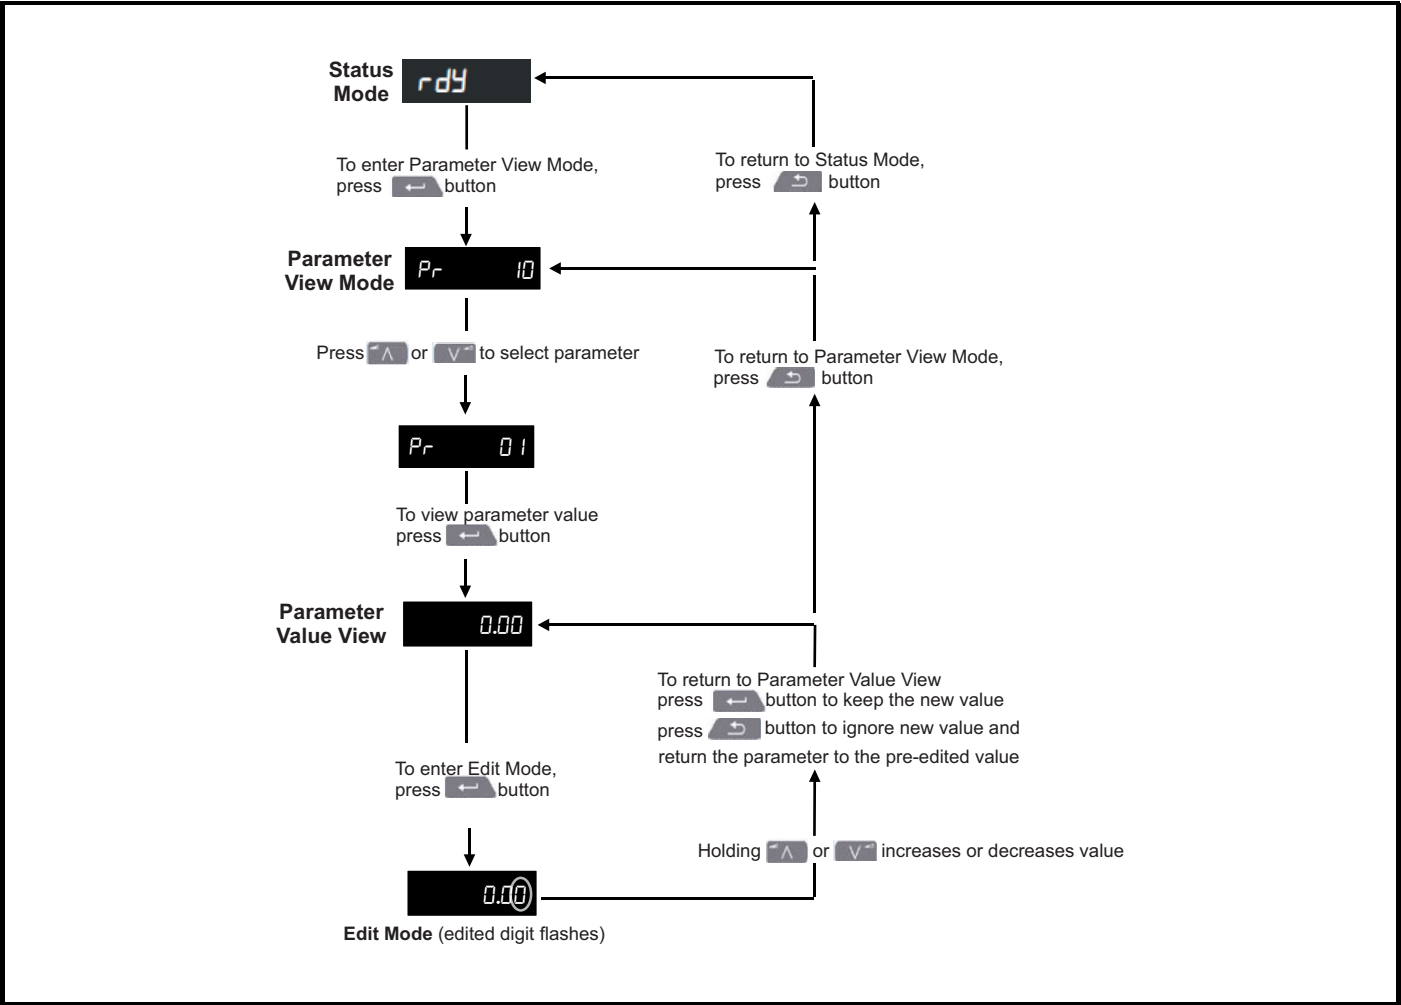 Status
Mode
rdy
To enter Parameter View Mode,
press button
To return to Status Mode,
press button
Parameter
View Mode
Pr 10
Press or to select parameter
To return to Parameter View Mode,
press button
Pr 01
To view parameter value
press button
Parameter
Value View
0.00
To return to Parameter Value View
press button to keep the new value
press button to ignore new value and
return the parameter to the pre-edited value
To enter Edit Mode,
press button
Holding or increases or decreases value
0.00
Edit Mode (edited digit flashes)